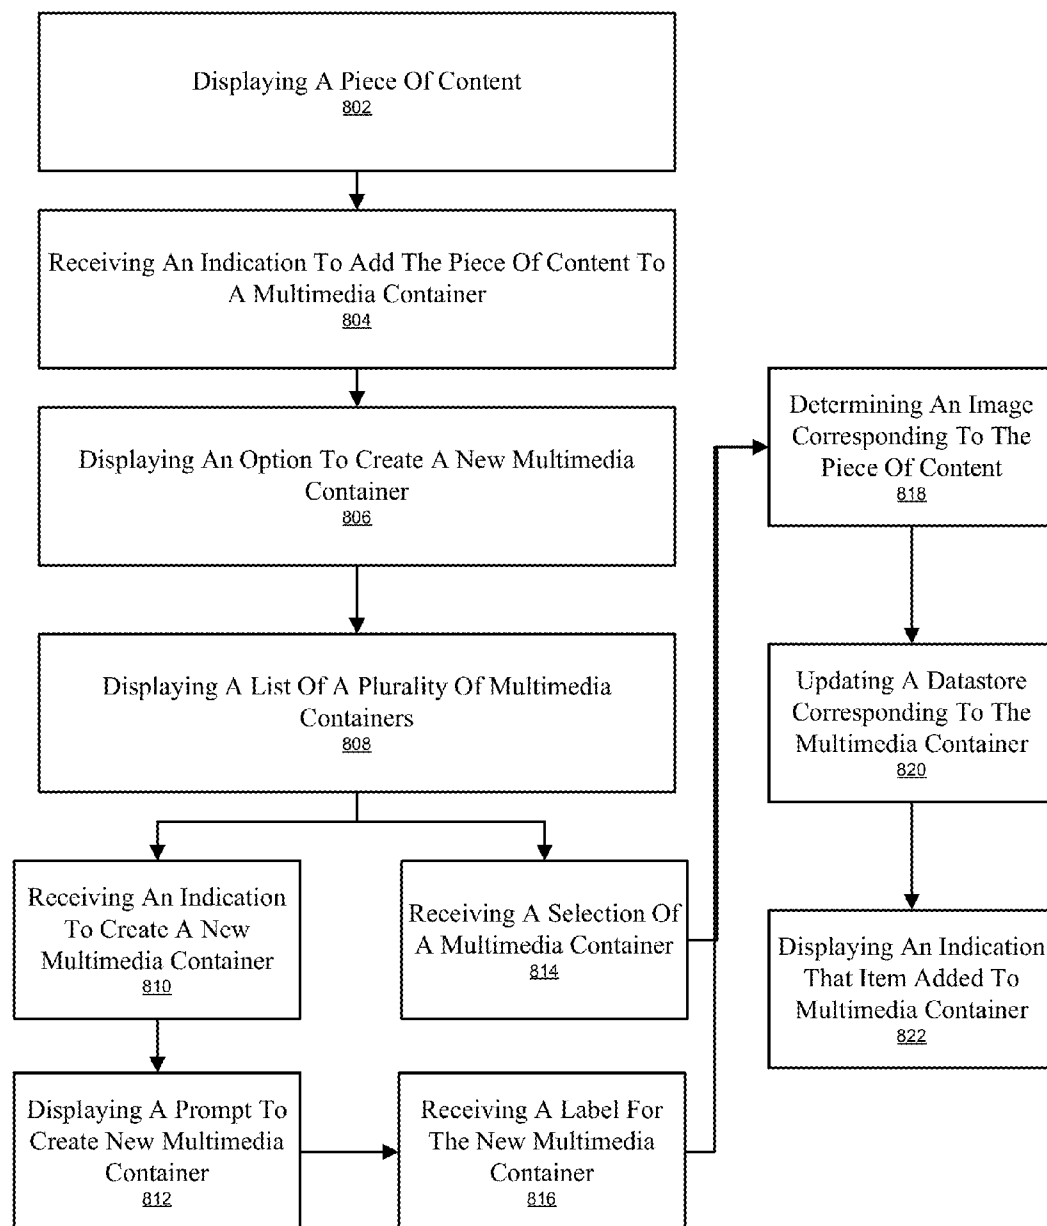 Displaying A Piece Of Content
802
Receiving An Indication To Add The Piece Of Content To
A Multimedia Container
804
Displaying An Option To Create A New Multimedia
Container
806
Displaying A List Of A Plurality Of Multimedia
Containers
808
Receiving An Indication
To Create A New
Multimedia Container
810
Receiving A Selection Of
A Multimedia Container
814
Displaying A Prompt To
Create New Multimedia
Container
812
Receiving A Label For
The New Multimedia
Container
816
Determining An Image
Corresponding To The
Piece Of Content
818
Updating A Datastore
Corresponding To The
Multimedia Container
820
Displaying An Indication
That Item Added To
Multimedia Container
822